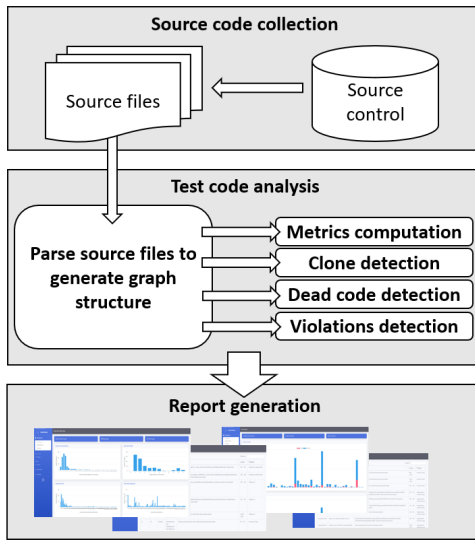 Source code collection
Source files
Source
control
Test code analysis
Parse source files to
generate graph
structure
Metrics computation
Clone detection
Dead code detection
Violations detection
Report generation